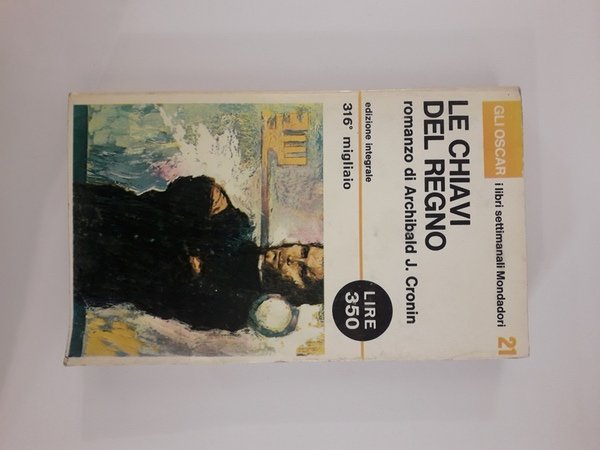 GLI OSCAR i libri settimanali Mondadori 21
LE CHIAVI
DEL REGNO
romanzo di Archibald J. Cronin
edizione integrale
316° migliaio
LIRE
350